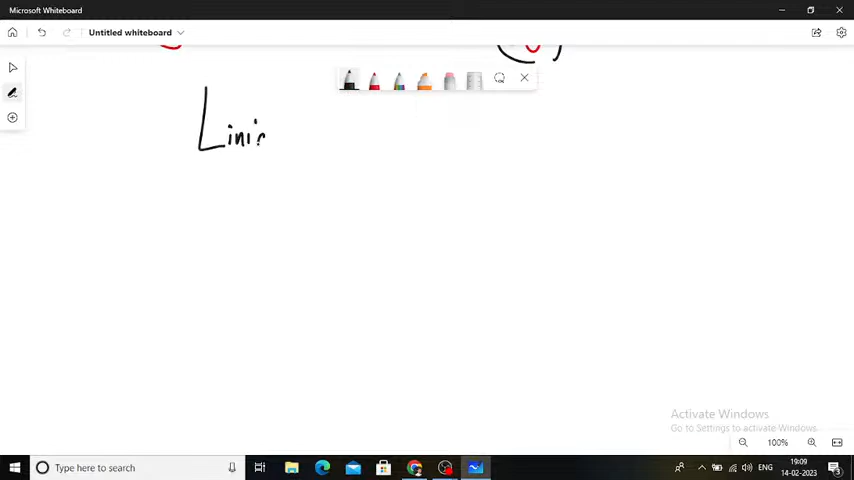 Microsoft Whiteboard
Untitled whiteboard
Activate Windows
Go to Settings to activate Windows.
100%
Type here to search
ENG
19:09
14-02-2023
3